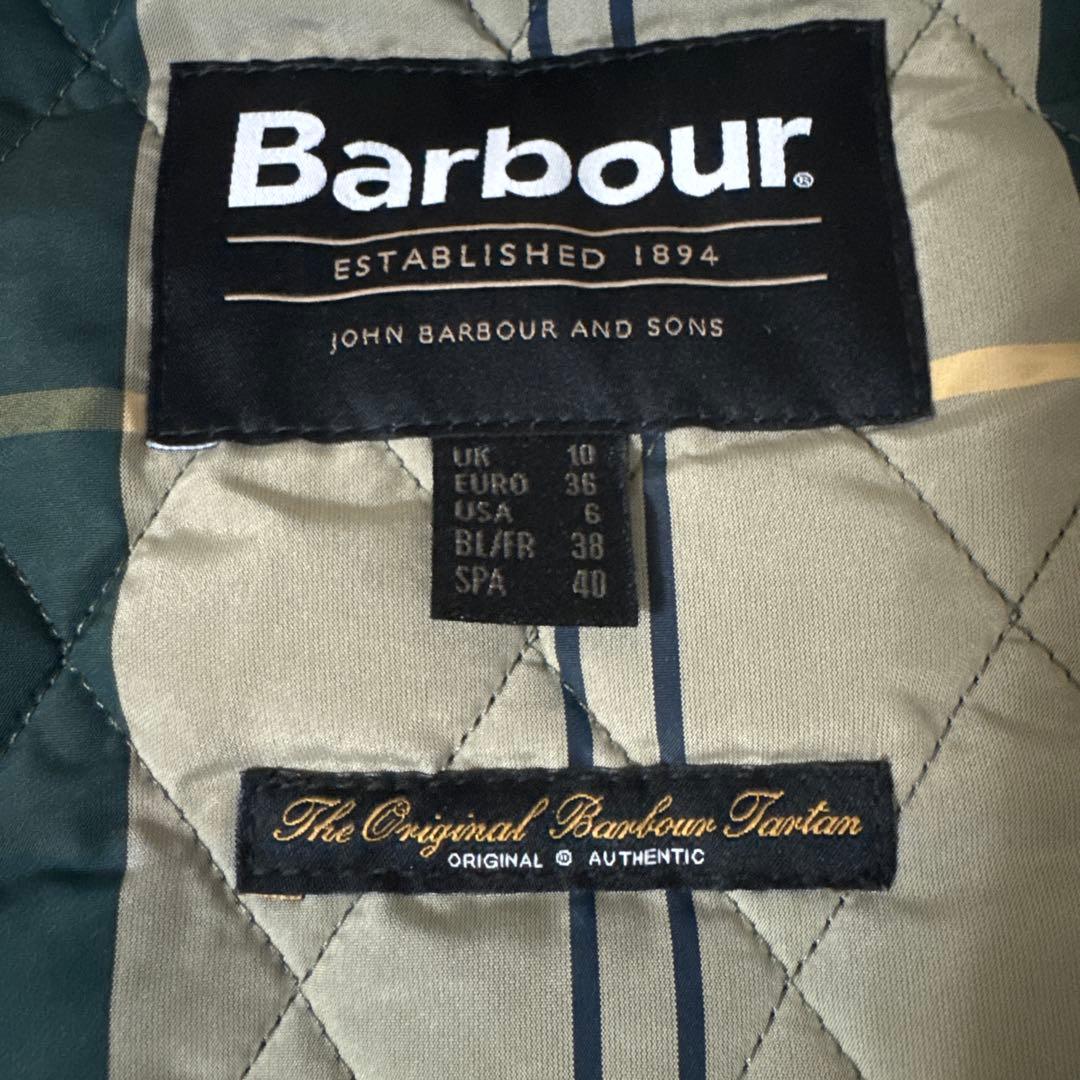 Barbour®
ESTABLISHED 1894
JOHN BARBOUR AND SONS
UK 10
EURO 36
USA 6
BL/FR 38
SPA 40
The Original Barbour Tartan
ORIGINAL ® AUTHENTIC